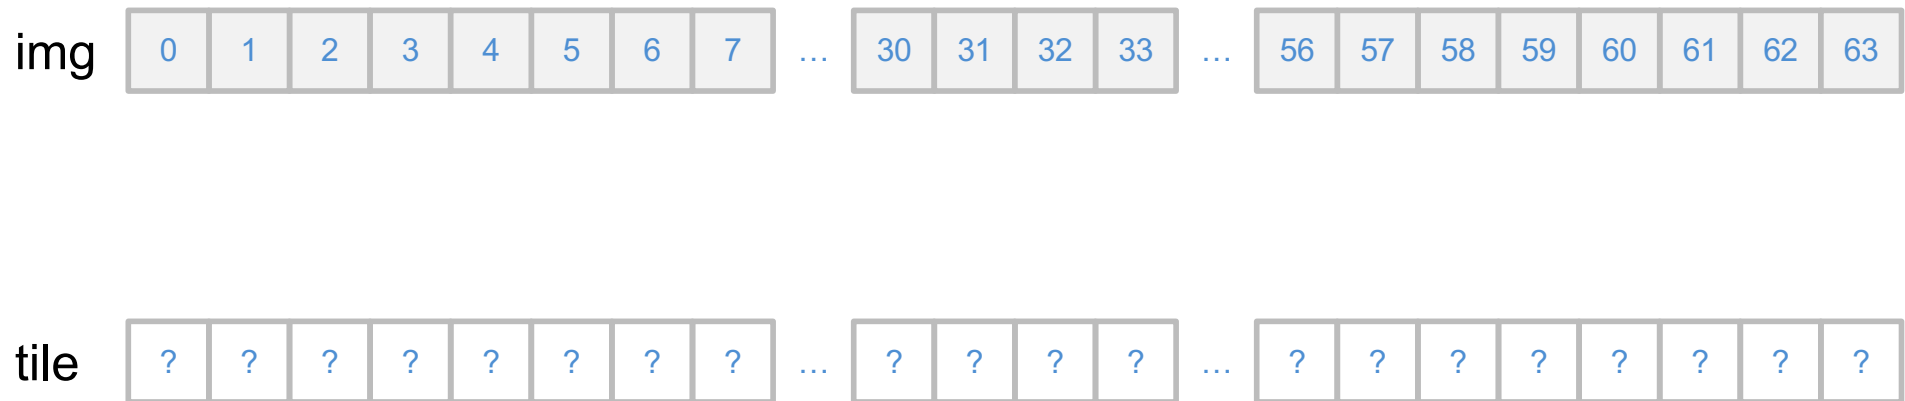 img 0 1 2 3 4 5 6 7 … 30 31 32 33 … 56 57 58 59 60 61 62 63
tile ? ? ? ? ? ? ? ? … ? ? ? ? … ? ? ? ? ? ? ? ?